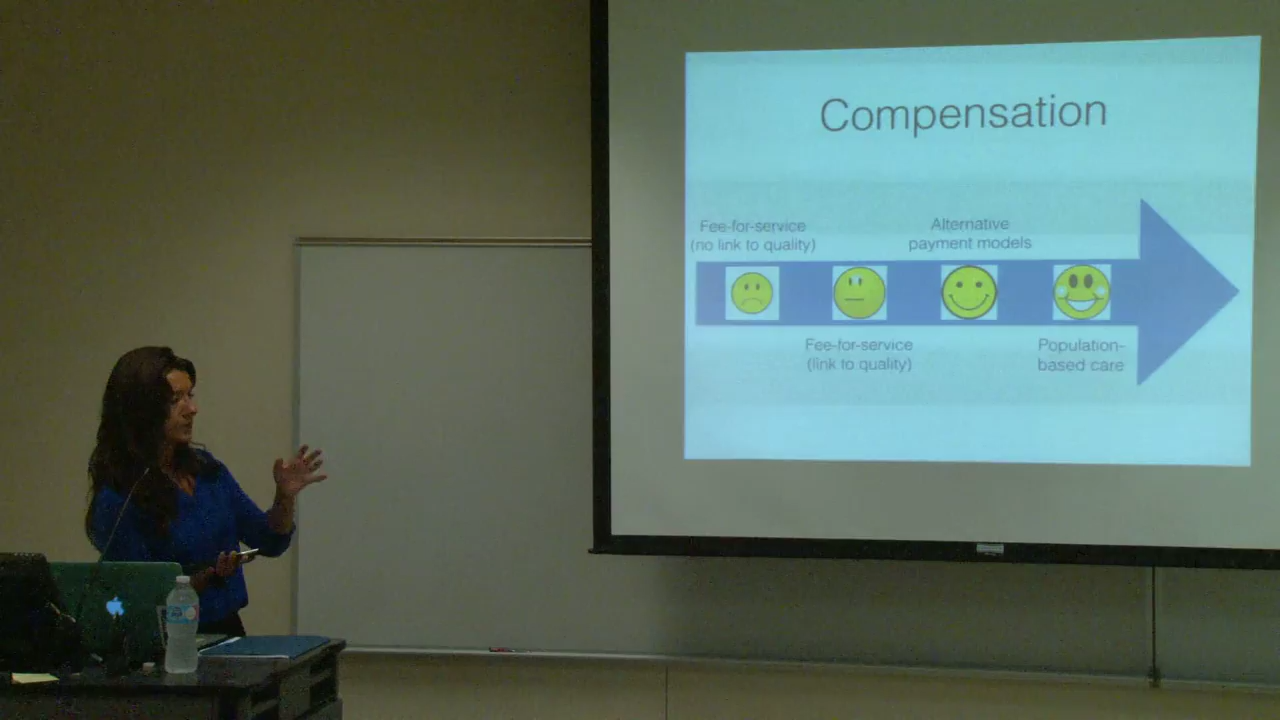 Compensation
Fee-for-service
(no link to quality)
Alternative
payment models
Fee-for-service
(link to quality)
Population-
based care